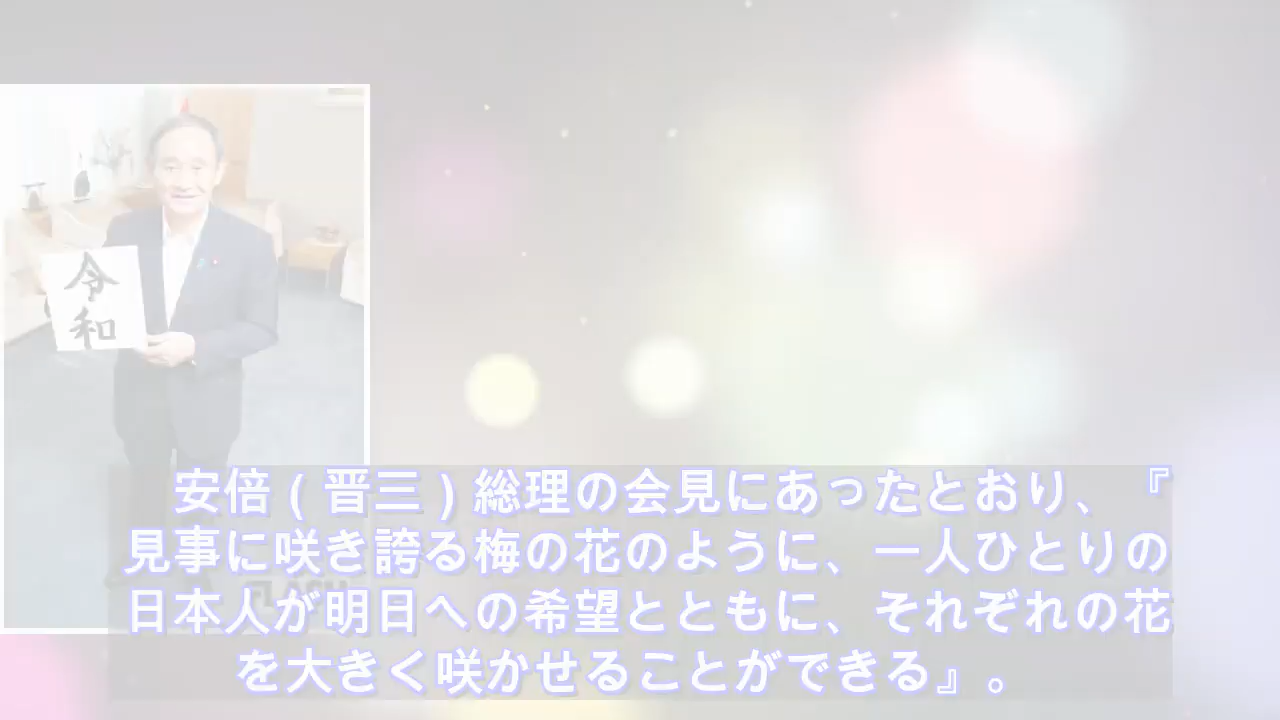 令
和
FLASH
安倍(晋三)総理の会見にあったとおり、『
見事に咲き誇る梅の花のように、一人ひとりの
日本人が明日への希望とともに、それぞれの花
を大きく咲かせることができる』。